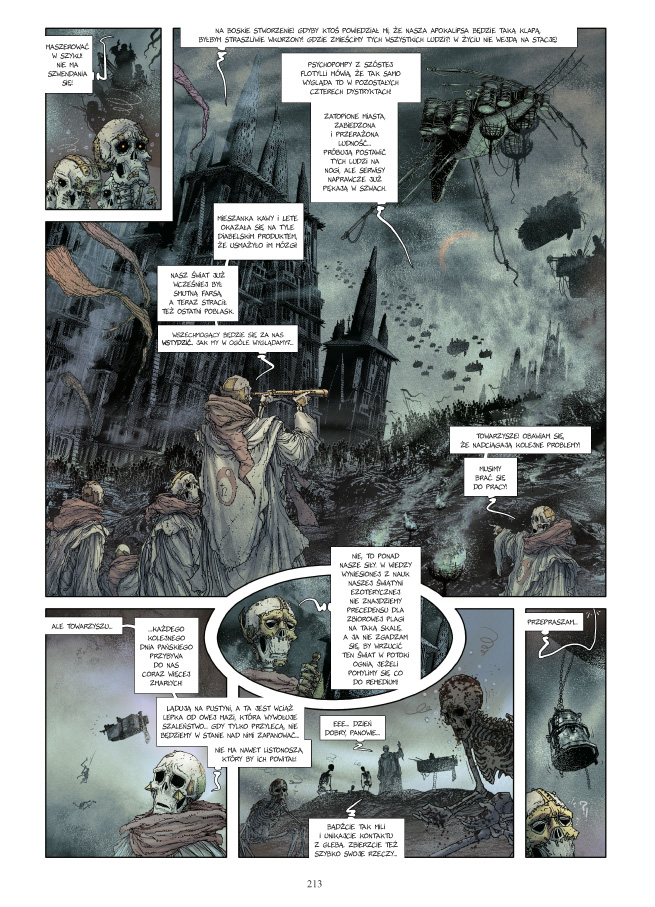 MASZEROWAĆ
W SZYKU!
NIE MA
SZWENDANIA
SIĘ!
NA BOSKIE STWORZENIE! GDYBY KTOŚ POWIEDZIAŁ MI, ŻE NASZA APOKALIPSA BĘDZIE TAKĄ KLAPĄ,
BYŁBYM STRASZLIWIE WKURZONY! GDZIE ZMIEŚCIMY TYCH WSZYSTKICH LUDZI?! W ŻYCIU NIE WEJDĄ NA STACJĘ!
PSYCHOPOMPY Z SZÓSTEJ
FLOTYLLI MÓWIĄ, ŻE TAK SAMO
WYGLĄDA TO W POZOSTAŁYCH
CZTERECH DYSTRYKTACH!
ZATOPIONE MIASTA,
ZABIEDZONA
I PRZERAŻONA
LUDNOŚĆ...
PRÓBUJĄ POSTAWIĆ
TYCH LUDZI NA
NOGI, ALE SERWISY
NAPRAWCZE JUŻ
PĘKAJĄ W SZWACH.
MIESZANKA KAWY I LETE
OKAZAŁA SIĘ NA TYLE
DIABELSKIM PRODUKTEM,
ŻE USMAŻYŁO IM MÓZGI!
NASZ ŚWIAT JUŻ
WCZEŚNIEJ BYŁ
SMUTNĄ FARSĄ,
A TERAZ STRACIŁ
TEŻ OSTATNI POBLASK.
WSZECHMOGĄCY BĘDZIE SIĘ ZA NAS
WSTYDZIĆ. JAK MY W OGÓLE WYGLĄDAMY?...
TOWARZYSZE! OBAWIAM SIĘ,
ŻE NADCIĄGAJĄ KOLEJNE PROBLEMY!
MUSIMY
BRAĆ SIĘ
DO PRACY!
NIE, TO PONAD
NASZE SIŁY. W WIEDZY
WYNIESIONEJ Z NAUK
NASZEJ ŚWIĄTYNI
EZOTERYCZNEJ
NIE ZNAJDZIEMY
PRECEDENSU DLA
ZBIOROWEJ PLAGI
NA TAKĄ SKALĘ.
A JA NIE ZGADZAM
SIĘ, BY WRZUCIĆ
TEN ŚWIAT W POTOKI
OGNIA, JEŻELI
POMYLIMY SIĘ CO
DO REMEDIUM!
ALE TOWARZYSZU...
...KAŻDEGO
KOLEJNEGO
DNIA PAŃSKIEGO
PRZYBYWA
DO NAS
CORAZ WIĘCEJ
ZMARŁYCH!
LĄDUJĄ NA PUSTYNI, A TA JEST WCIĄŻ
LEPKA OD OWEJ MAZI, KTÓRA WYWOŁUJE
SZALEŃSTWO... GDY TYLKO PRZYLECĄ, NIE
BĘDZIEMY W STANIE NAD NIMI ZAPANOWAĆ...
NIE MA NAWET LISTONOSZA,
KTÓRY BY ICH POWITAŁ!
EEE... DZIEŃ
DOBRY, PANOWIE...
BĄDŹCIE TAK MILI
I UNIKAJCIE KONTAKTU
Z GLEBĄ. ZBIERZCIE TEŻ
SZYBKO SWOJE RZECZY...
PRZEPRASZAM...
213